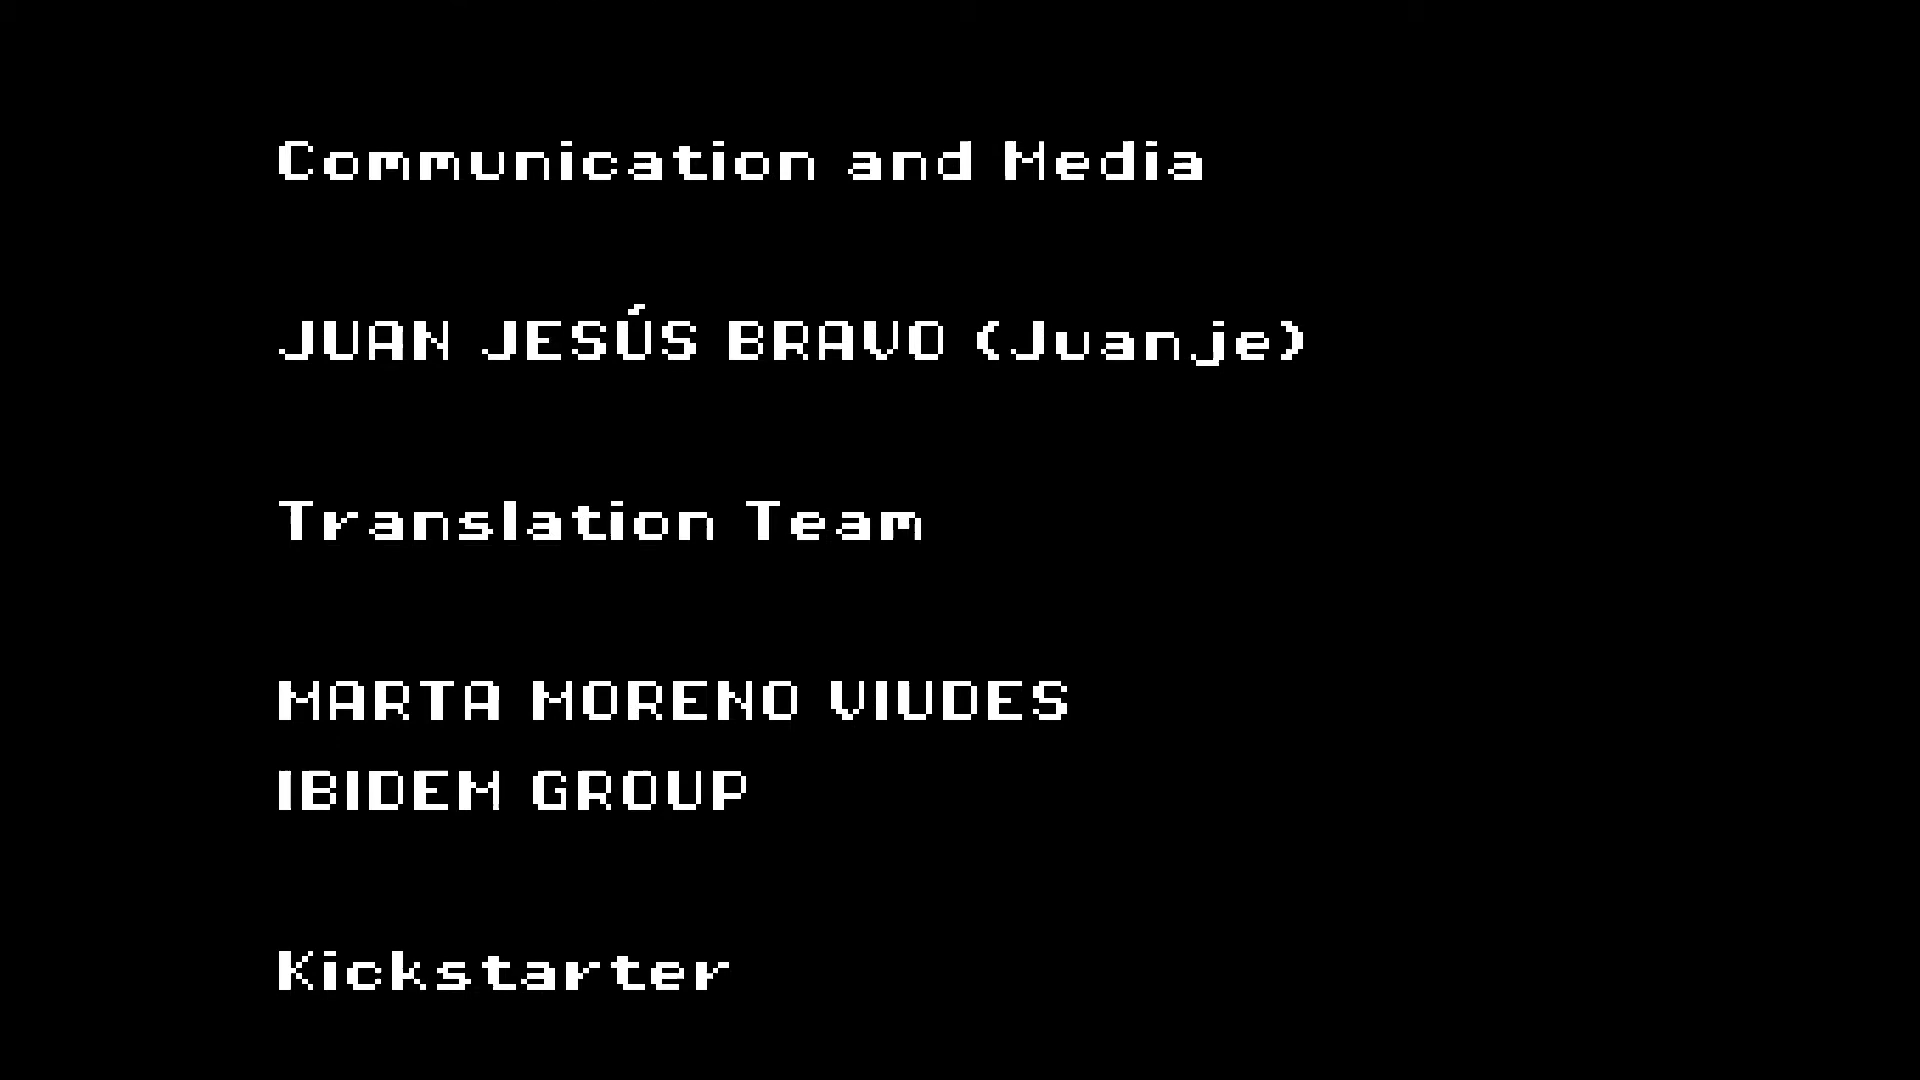 Communication and Media
JUAN JESÚS BRAVO (Juanje)
Translation Team
MARTA MORENO VIUDES
IBIDEM GROUP
Kickstarter